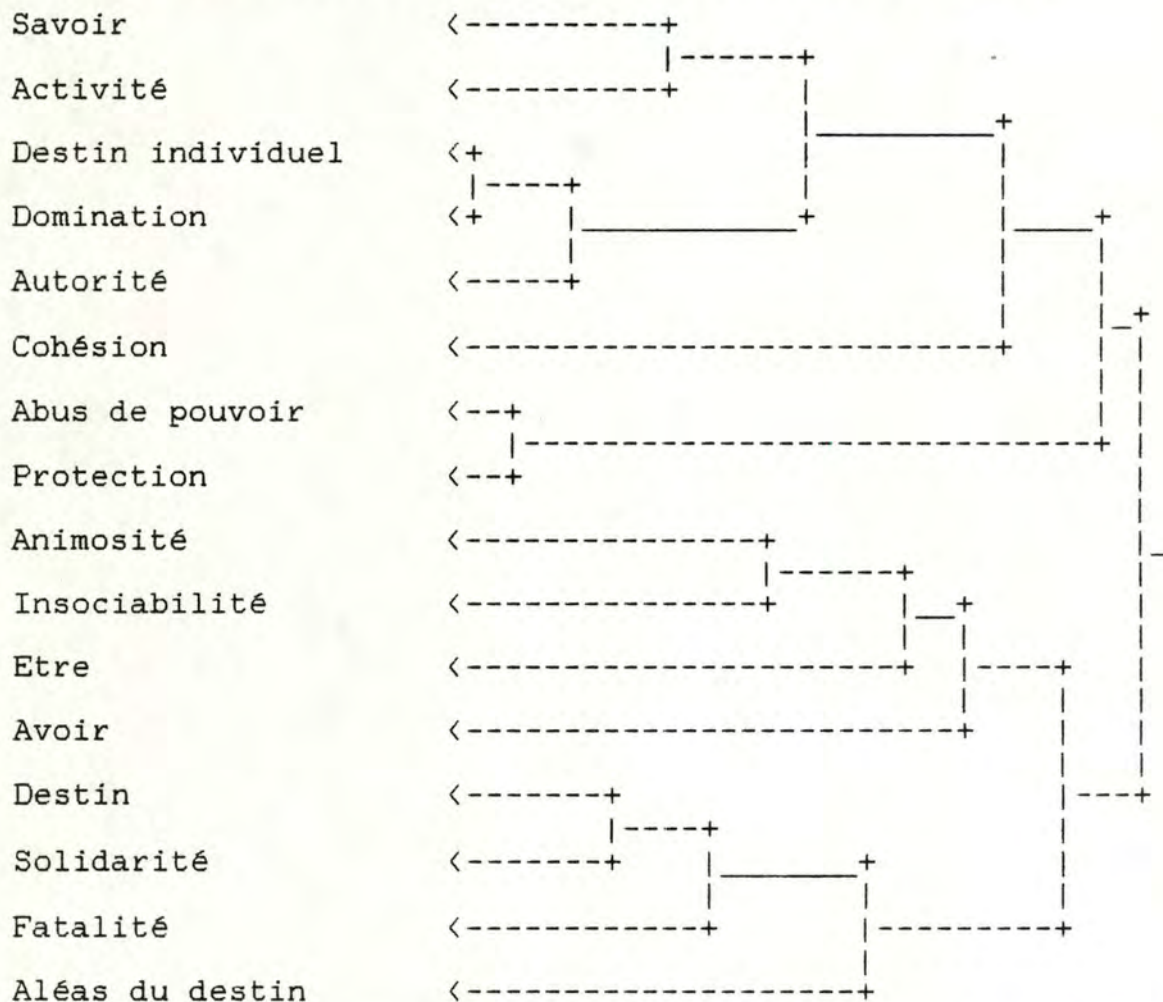 Savoir
Activité
Destin individuel
Domination
Autorité
Cohésion
Abus de pouvoir
Protection
Animosité
Insociabilité
Etre
Avoir
Destin
Solidarité
Fatalité
Aléas du destin